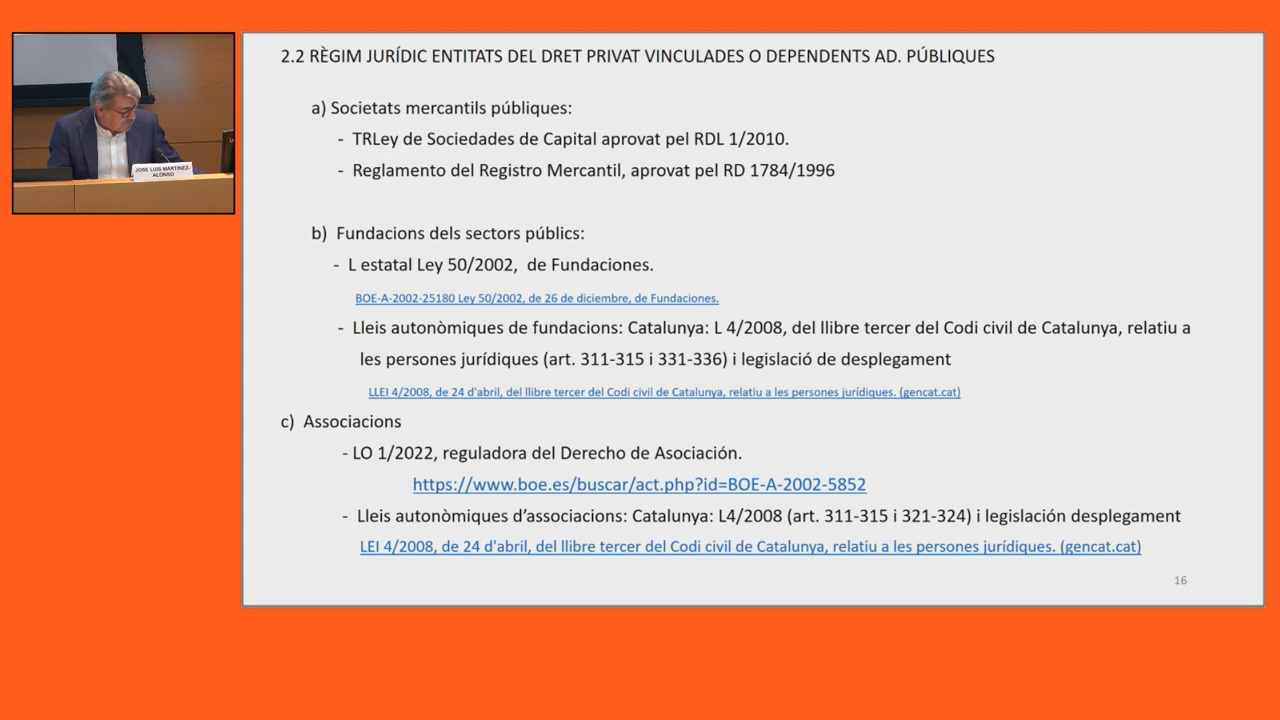 JOSE LUIS MARTINEZ-
ALONSO
2.2 RÈGIM JURÍDIC ENTITATS DEL DRET PRIVAT VINCULADES O DEPENDENTS AD. PÚBLIQUES
a) Societats mercantils públiques:
- TRLey de Sociedades de Capital aprovat pel RDL 1/2010.
- Reglamento del Registro Mercantil, aprovat pel RD 1784/1996
b) Fundacions dels sectors públics:
- L estatal Ley 50/2002, de Fundaciones.
BOE-A-2002-25180 Ley 50/2002, de 26 de diciembre, de Fundaciones.
- Lleis autonòmiques de fundacions: Catalunya: L 4/2008, del llibre tercer del Codi civil de Catalunya, relatiu a
les persones jurídiques (art. 311-315 i 331-336) i legislació de desplegament
LLEI 4/2008, de 24 d'abril, del llibre tercer del Codi civil de Catalunya, relatiu a les persones jurídiques. (gencat.cat)
c) Associacions
- LO 1/2022, reguladora del Derecho de Asociación.
https://www.boe.es/buscar/act.php?id=BOE-A-2002-5852
- Lleis autonòmiques d’associacions: Catalunya: L4/2008 (art. 311-315 i 321-324) i legislación desplegament
LEI 4/2008, de 24 d'abril, del llibre tercer del Codi civil de Catalunya, relatiu a les persones jurídiques. (gencat.cat)
16